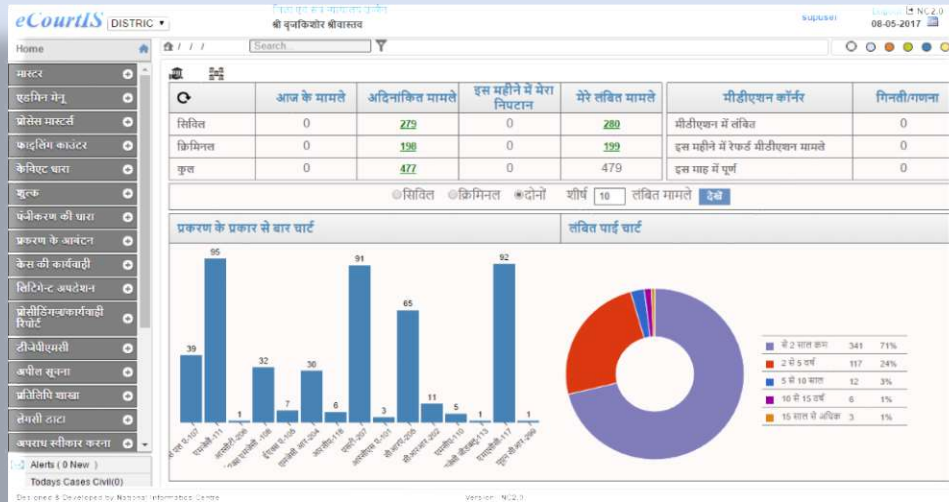 eCourtIS DISTRIC
श्री बृजकिशोर श्रीवास्तव
supuser
NC2.0
08-05-2017
Home
/ / /
Search...
मास्टर
एडमिन मेनू
प्रोसेस मास्टर्स
फाइलिंग काउंटर
केविएट धारा
शुल्क
पंजीकरण की धारा
प्रकरण के आबंटन
केस की कार्यवाही
लिटिगेन्ट अपडेशन
प्रोसीडिंगन्स/कार्यवाही
रिपोर्ट
टीजेपीएमसी
अपील सूचना
प्रतिलिपि शाखा
लेगसी डाटा
अपराध स्वीकार करना
Alerts ( 0 New )
Todays Cases Civil(0)
आज के मामले अदिनांकित मामले इस महीने में मेरा निपटान मेरे लंबित मामले मीडीएशन कॉर्नर गिनती/गणना
सिविल 0 279 0 280 मीडीएशन में लंबित 0
क्रिमिनल 0 198 0 199 इस महीने में रेफर्ड मीडीएशन मामले 0
कुल 0 477 0 479 इस माह में पूर्ण 0
सिविल क्रिमिनल दोनों शीर्ष 10 लंबित मामले देखें
प्रकरण के प्रकार से बार चार्ट
लंबित पाई चार्ट
39 95 1 32 7 30 6 91 3 65 11 5 1 92 1
से 2 साल कम 341 71%
2 से 5 वर्ष 117 24%
5 से 10 साल 12 3%
10 से 15 वर्ष 6 1%
15 साल से अधिक 3 1%
Designed & Developed by National Informatics Centre
Version : NC2.0